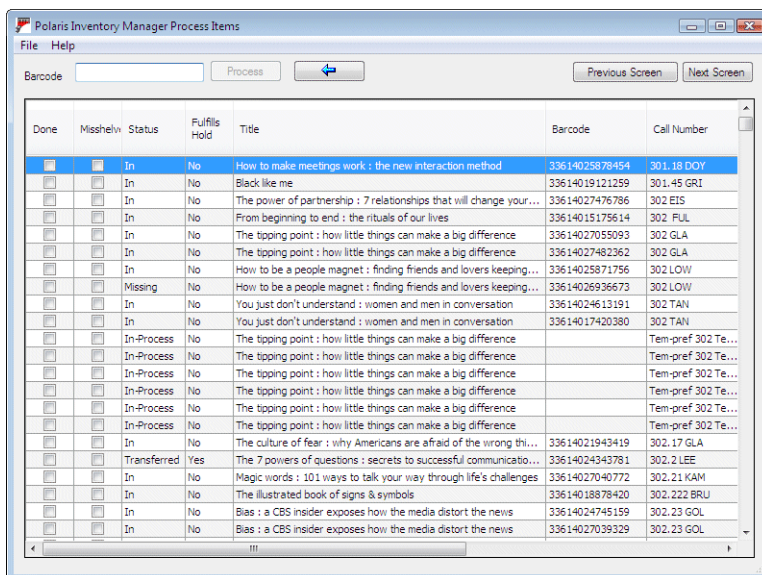 Polaris Inventory Manager Process Items
File Help
Barcode Process Previous Screen Next Screen
Done Misshelv Status Fulfills Hold Title Barcode Call Number
In No How to make meetings work : the new interaction method 33614025878454 301.18 DOY
In No Black like me 33614019121259 301.45 GRI
In No The power of partnership : 7 relationships that will change your... 33614027476786 302 EIS
In No From beginning to end : the rituals of our lives 33614015175614 302 FUL
In No The tipping point : how little things can make a big difference 33614027055093 302 GLA
In No The tipping point : how little things can make a big difference 33614027482362 302 GLA
In No How to be a people magnet : finding friends and lovers keeping... 33614025871756 302 LOW
Missing No How to be a people magnet : finding friends and lovers keeping... 33614026936673 302 LOW
In No You just don't understand : women and men in conversation 33614024613191 302 TAN
In No You just don't understand : women and men in conversation 33614017420380 302 TAN
In-Process No The tipping point : how little things can make a big difference Tem-pref 302 Te...
In-Process No The tipping point : how little things can make a big difference Tem-pref 302 Te...
In-Process No The tipping point : how little things can make a big difference Tem-pref 302 Te...
In-Process No The tipping point : how little things can make a big difference Tem-pref 302 Te...
In-Process No The tipping point : how little things can make a big difference Tem-pref 302 Te...
In-Process No The tipping point : how little things can make a big difference Tem-pref 302 Te...
In No The culture of fear : why Americans are afraid of the wrong thi... 33614021943419 302.17 GLA
Transferred Yes The 7 powers of questions : secrets to successful communicatio... 33614024343781 302.2 LEE
In No Magic words : 101 ways to talk your way through life's challenges 33614027040772 302.21 KAM
In No The illustrated book of signs & symbols 33614018878420 302.222 BRU
In No Bias : a CBS insider exposes how the media distort the news 33614024745159 302.23 GOL
In No Bias : a CBS insider exposes how the media distort the news 33614027039329 302.23 GOL